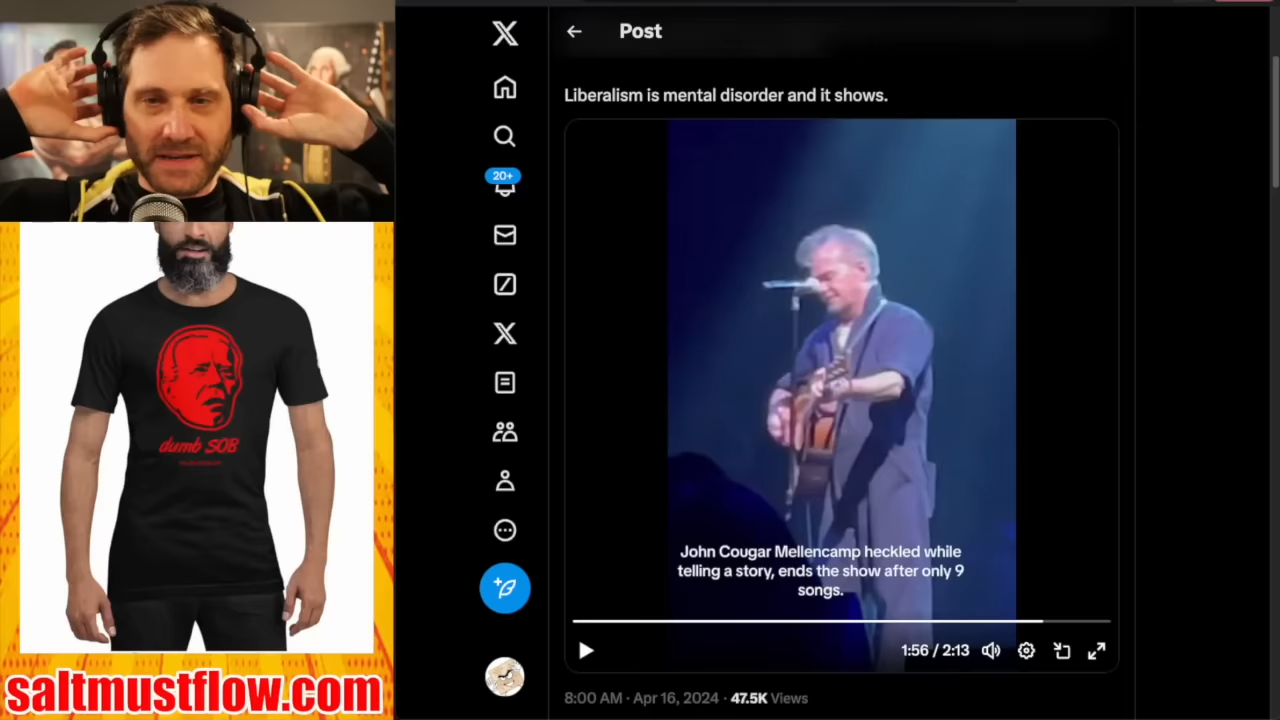 Post
Liberalism is mental disorder and it shows.
20+
dumb SOB
John Cougar Mellencamp heckled while
telling a story, ends the show after only 9
songs.
1:56 / 2:13
8:00 AM · Apr 16, 2024 · 47.5K Views
saltmustflow.com